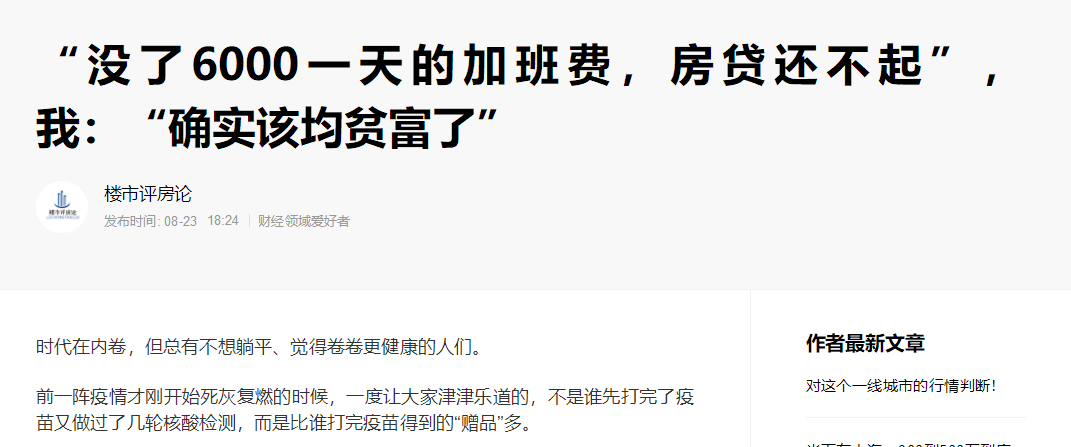 “没了6000一天的加班费，房贷还不起”，
我：“确实该均贫富了”
楼市评房论
楼市评房论
发布时间: 08-23 18:24 财经领域爱好者
时代在内卷，但总有不想躺平、觉得卷卷更健康的人们。
前一阵疫情才刚开始死灰复燃的时候，一度让大家津津乐道的，不是谁先打完了疫
苗又做过了几轮核酸检测，而是比谁打完疫苗得到的“赠品”多。
作者最新文章
对这个一线城市的行情判断！